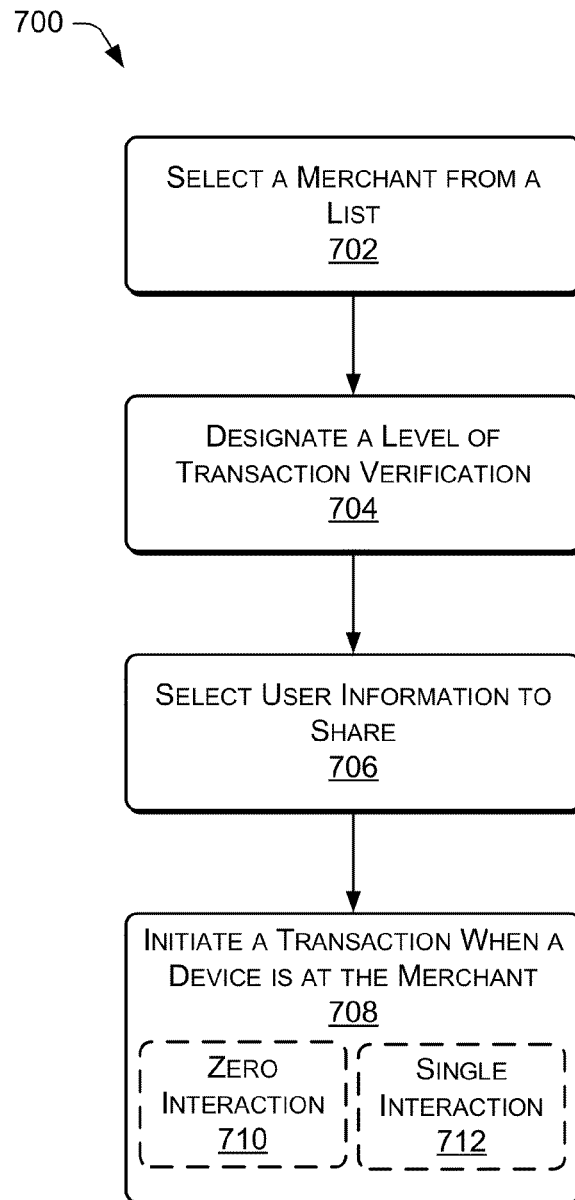 700
SELECT A MERCHANT FROM A
LIST
702
DESIGNATE A LEVEL OF
TRANSACTION VERIFICATION
704
SELECT USER INFORMATION TO
SHARE
706
INITIATE A TRANSACTION WHEN A
DEVICE IS AT THE MERCHANT
708
ZERO
INTERACTION
710
SINGLE
INTERACTION
712